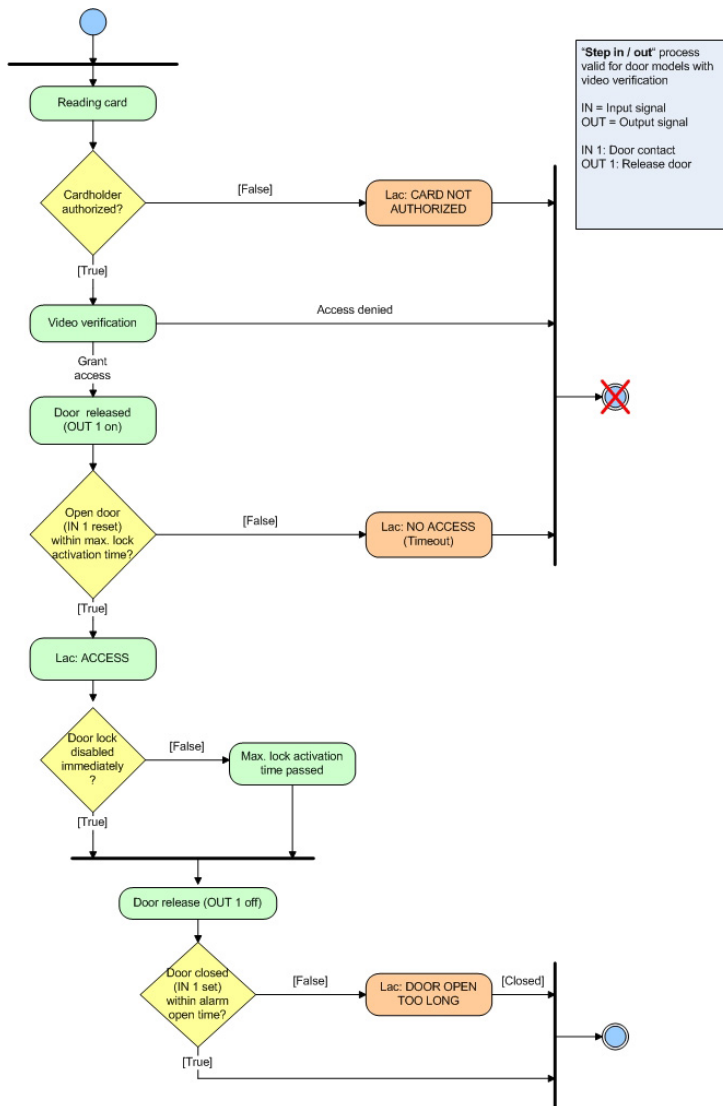 "Step in / out" process
valid for door models with
video verification
IN = Input signal
OUT = Output signal
IN 1: Door contact
OUT 1: Release door
Reading card
Cardholder
authorized?
[False]
Lac: CARD NOT
AUTHORIZED
[True]
Video verification
Access denied
Grant
access
Door released
(OUT 1 on)
Open door
(IN 1 reset)
within max. lock
activation time?
[False]
Lac: NO ACCESS
(Timeout)
[True]
Lac: ACCESS
Door lock
disabled
immediately
?
[False]
Max. lock activation
time passed
[True]
Door release (OUT 1 off)
Door closed
(IN 1 set)
within alarm
open time?
[False]
Lac: DOOR OPEN
TOO LONG
[Closed]
[True]